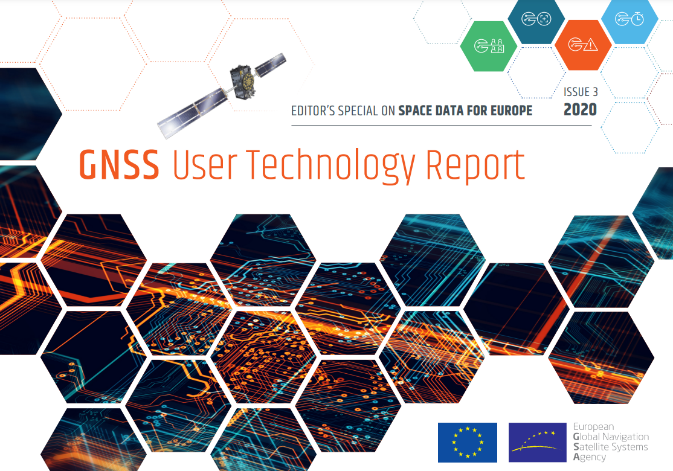 ISSUE 3
EDITOR'S SPECIAL ON SPACE DATA FOR EUROPE
2020
GNSS User Technology Report
European
Global Navigation
Satellite Systems
Agency